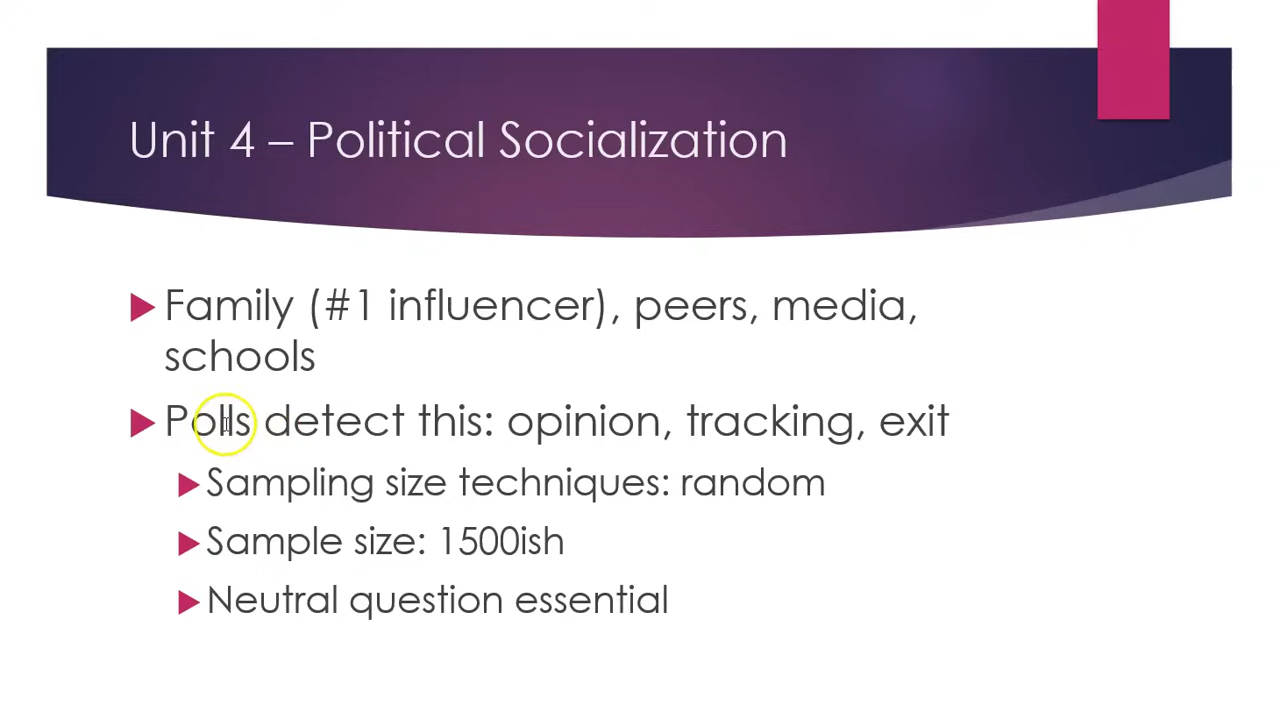 Unit 4 – Political Socialization
Family (#1 influencer), peers, media,
schools
Polls detect this: opinion, tracking, exit
Sampling size techniques: random
Sample size: 1500ish
Neutral question essential